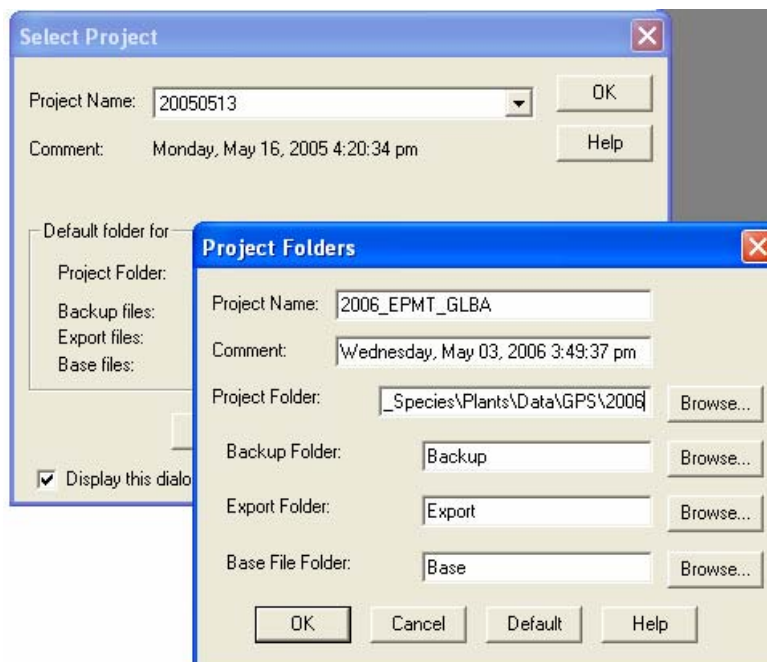 Select Project
Project Name: 20050513 OK
Comment: Monday, May 16, 2005 4:20:34 pm Help
Default folder for
Project Folder:
Backup files:
Export files:
Base files:
Display this dialo
Project Folders
Project Name: 2006_EPMT_GLBA
Comment: Wednesday, May 03, 2006 3:49:37 pm
Project Folder: _Species\Plants\Data\GPS\2006 Browse...
Backup Folder: Backup Browse...
Export Folder: Export Browse...
Base File Folder: Base Browse...
OK Cancel Default Help